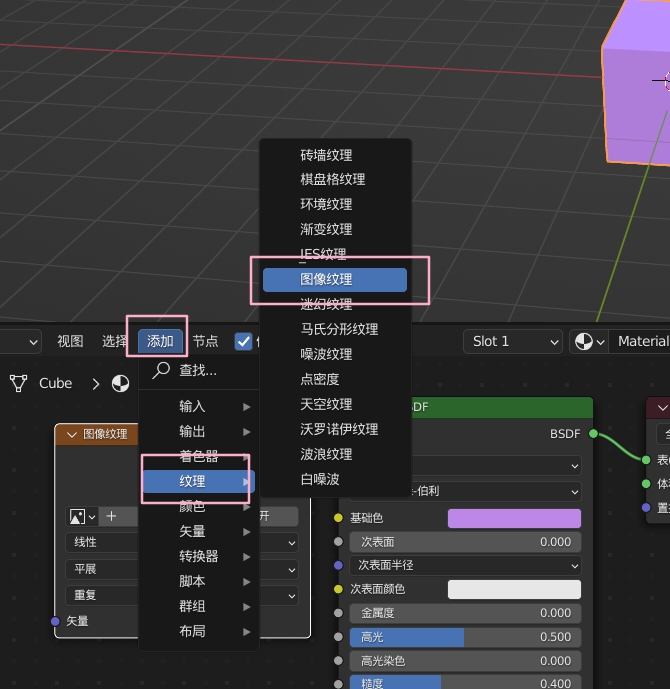 砖墙纹理
棋盘格纹理
环境纹理
渐变纹理
IES纹理
图像纹理
迷幻纹理
马氏分形纹理
噪波纹理
点密度
天空纹理
沃罗诺伊纹理
波浪纹理
白噪波
视图 选择 添加 节点
Slot 1
Material
查找...
Cube
输入
输出
着色器
纹理
颜色
矢量
转换器
脚本
群组
布局
图像纹理
开
线性
平展
重复
矢量
DF
BSDF
-伯利
基础色
次表面 0.000
次表面半径
次表面颜色
金属度 0.000
高光 0.500
高光染色 0.000
糙度 0.400